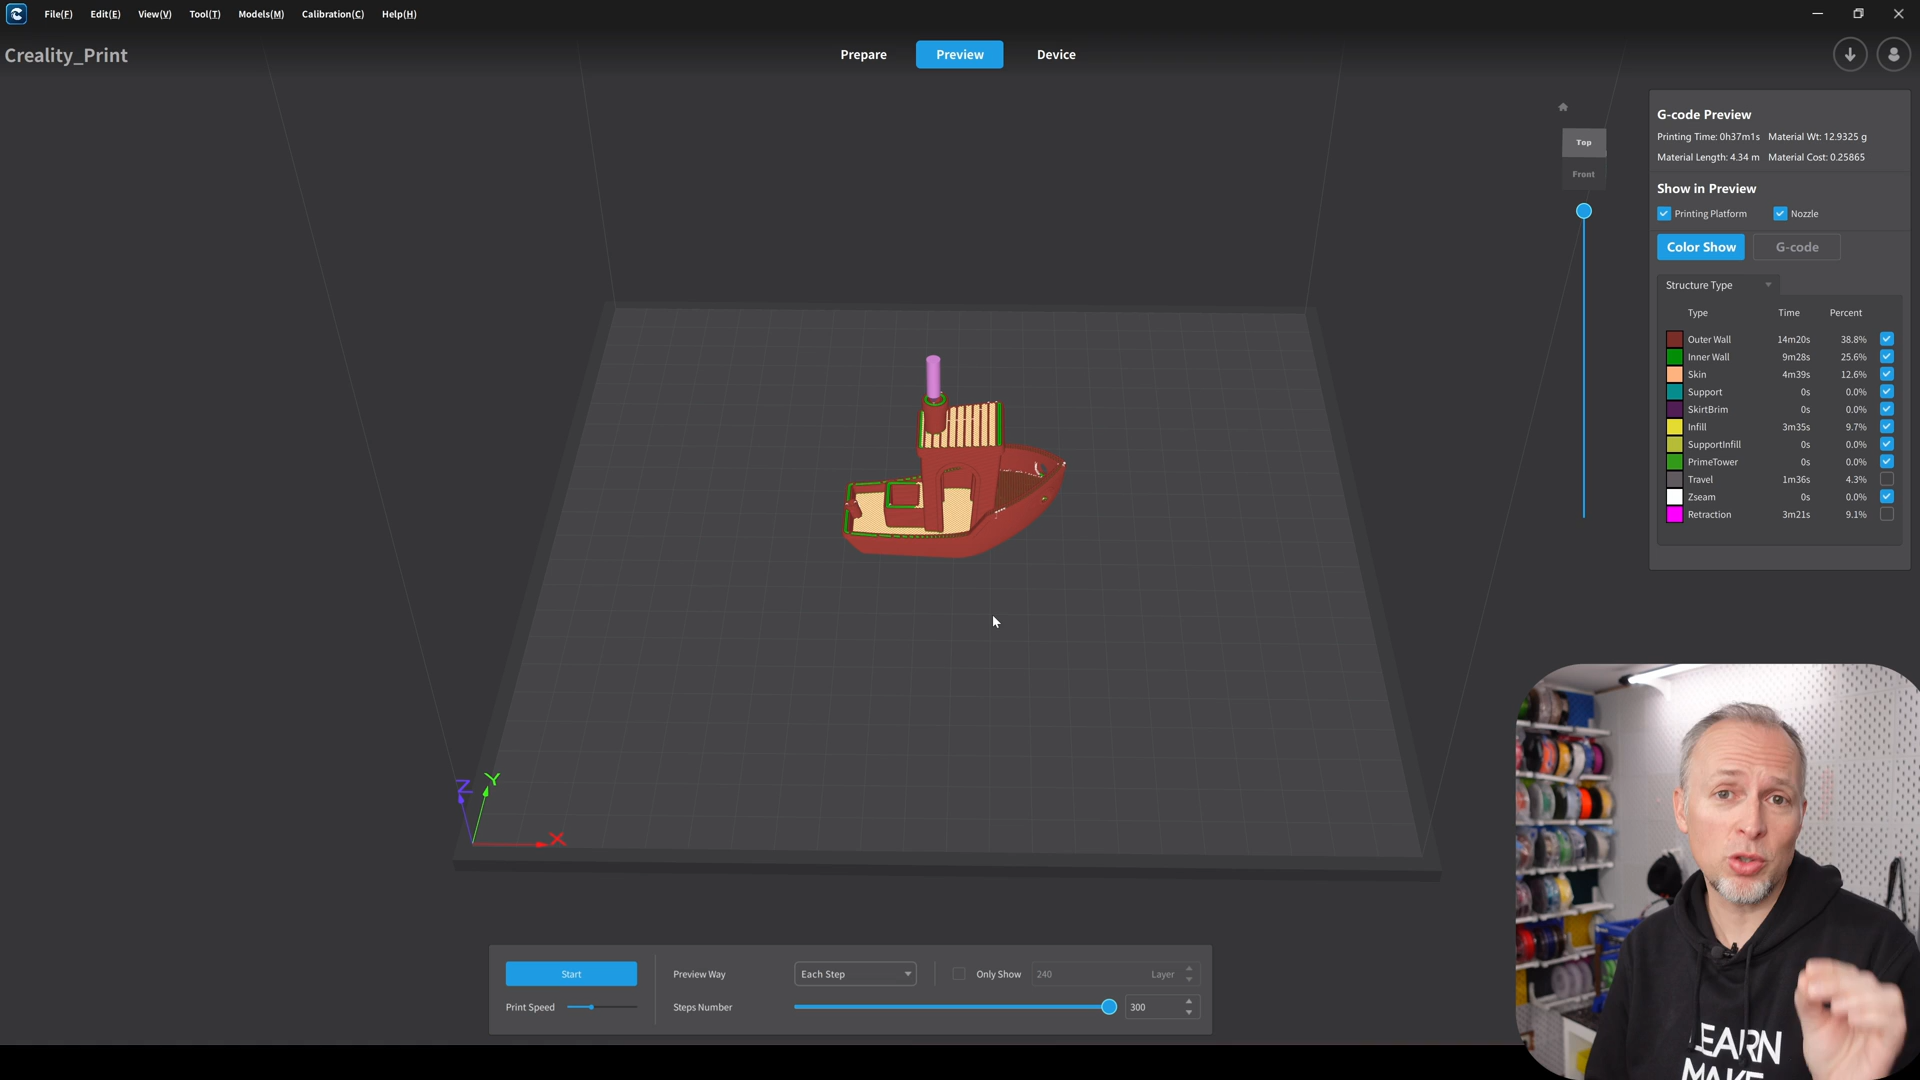 File(F) Edit(E) View(V) Tool(T) Models(M) Calibration(C) Help(H)
Creality_Print
Prepare Preview Device
Top
Front
G-code Preview
Printing Time: 0h37m1s Material Wt: 12.9325 g
Material Length: 4.34 m Material Cost: 0.25865
Show in Preview
Printing Platform Nozzle
Color Show G-code
Structure Type
Type Time Percent
Outer Wall 14m20s 38.8%
Inner Wall 9m28s 25.6%
Skin 4m39s 12.6%
Support 0s 0.0%
SkirtBrim 0s 0.0%
Infill 3m35s 9.7%
SupportInfill 0s 0.0%
PrimeTower 0s 0.0%
Travel 1m36s 4.3%
Zseam 0s 0.0%
Retraction 3m21s 9.1%
Z Y
X
Start Preview Way Each Step Only Show 240 Layer
Print Speed Steps Number 300
LEARN
MAKE